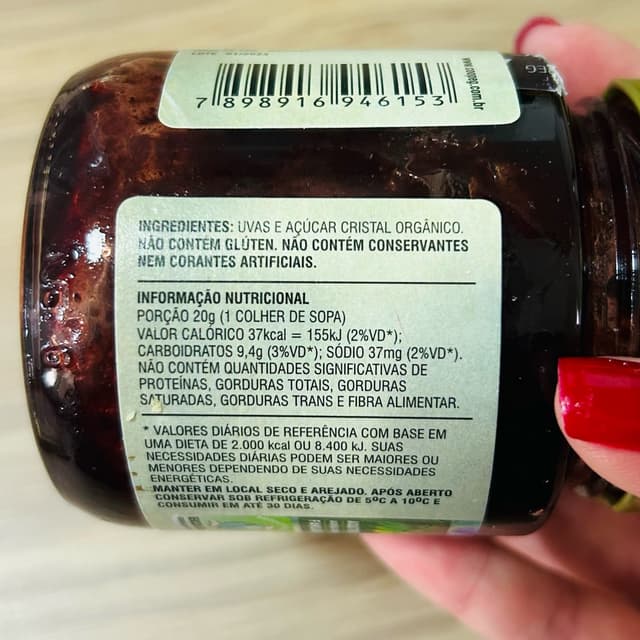 7 898916 946153
www.coopeg.com.br
INGREDIENTES: UVAS E AÇÚCAR CRISTAL ORGÂNICO.
NÃO CONTÉM GLÚTEN. NÃO CONTÉM CONSERVANTES
NEM CORANTES ARTIFICIAIS.
INFORMAÇÃO NUTRICIONAL
PORÇÃO 20g (1 COLHER DE SOPA)
VALOR CALÓRICO 37kcal = 155kJ (2%VD*);
CARBOIDRATOS 9,4g (3%VD*); SÓDIO 37mg (2%VD*).
NÃO CONTÉM QUANTIDADES SIGNIFICATIVAS DE
PROTEÍNAS, GORDURAS TOTAIS, GORDURAS
SATURADAS, GORDURAS TRANS E FIBRA ALIMENTAR.
* VALORES DIÁRIOS DE REFERÊNCIA COM BASE EM
UMA DIETA DE 2.000 kcal OU 8.400 kJ. SUAS
NECESSIDADES DIÁRIAS PODEM SER MAIORES OU
MENORES DEPENDENDO DE SUAS NECESSIDADES
ENERGÉTICAS.
MANTER EM LOCAL SECO E AREJADO. APÓS ABERTO
CONSERVAR SOB REFRIGERAÇÃO DE 5ºC A 10ºC E
CONSUMIR EM ATÉ 30 DIAS.